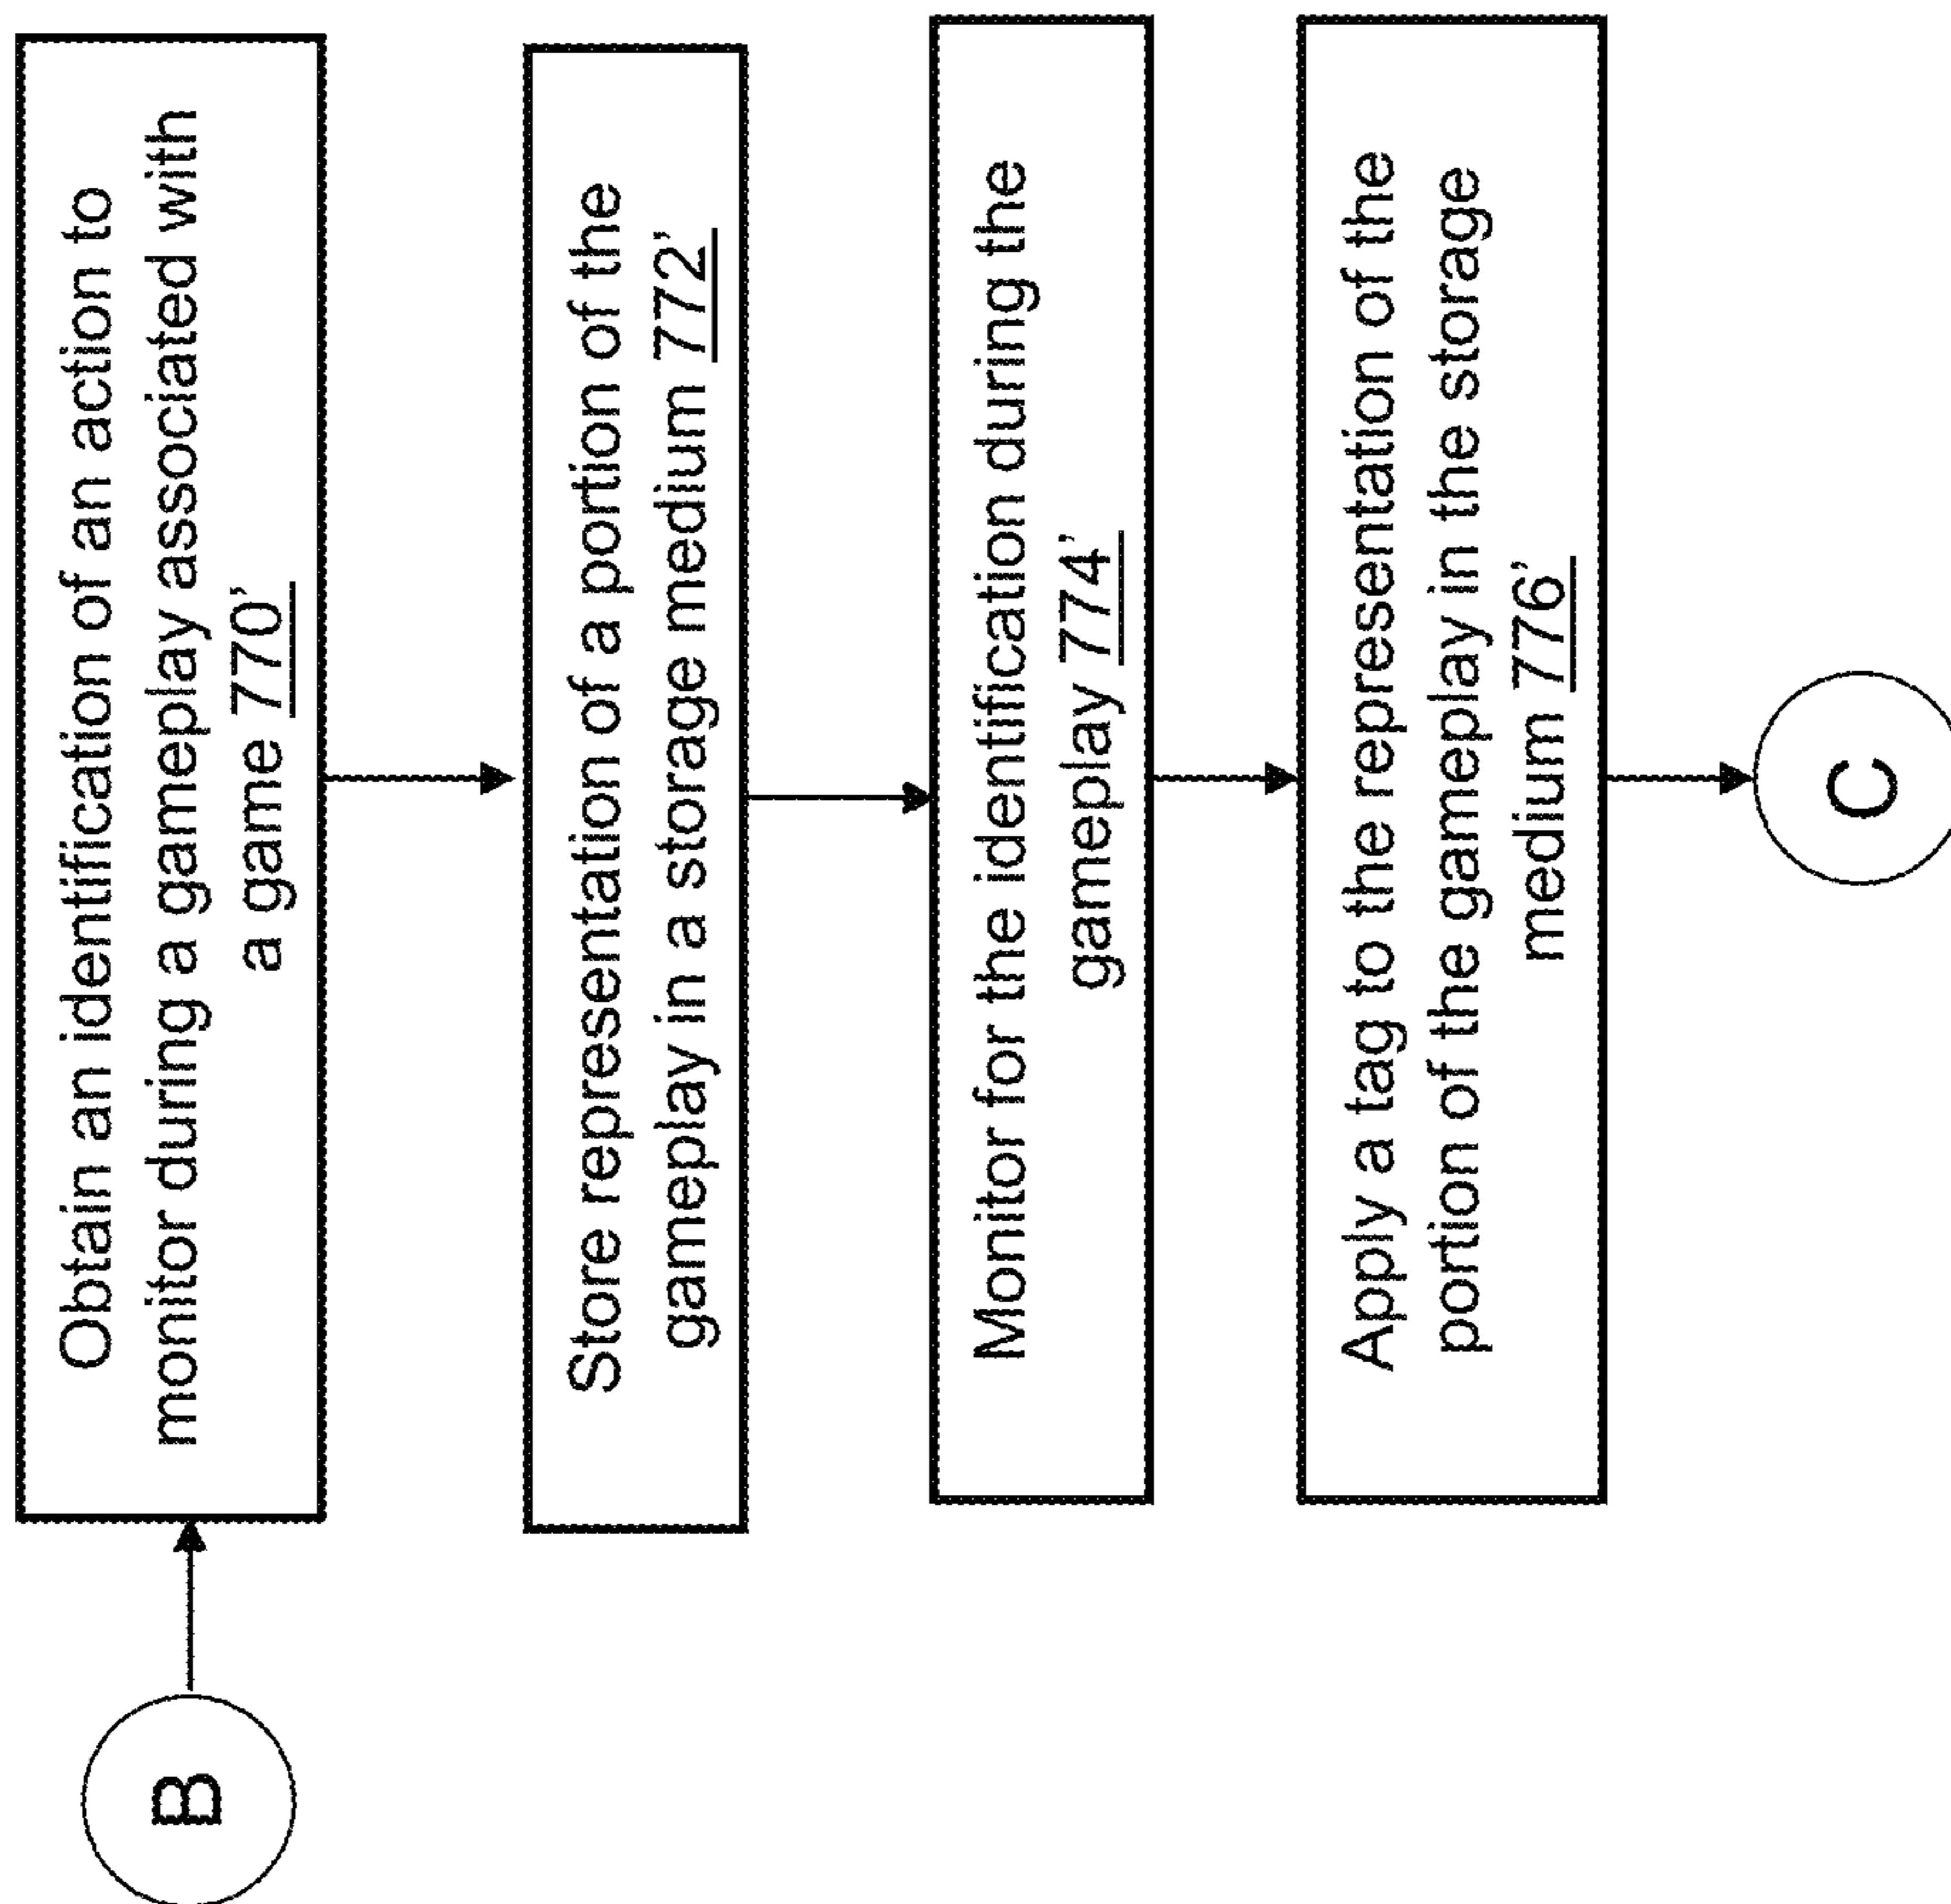 B
Obtain an identification of an action to
monitor during a gameplay associated with
a game 770’
Store representation of a portion of the
gameplay in a storage medium 772’
Monitor for the identification during the
gameplay 774’
Apply a tag to the representation of the
portion of the gameplay in the storage
medium 776’
C